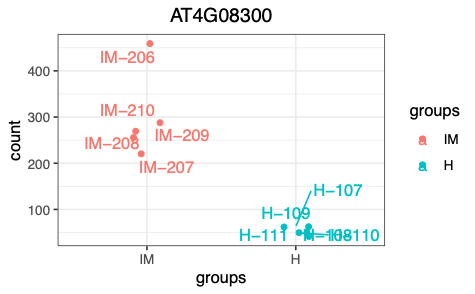 AT4G08300
count
400
300
200
100
IM−206
IM−210
IM−209
IM−208
IM−207
H−107
H−109
H−111
H−110
IM
H
groups
groups
a IM
a H